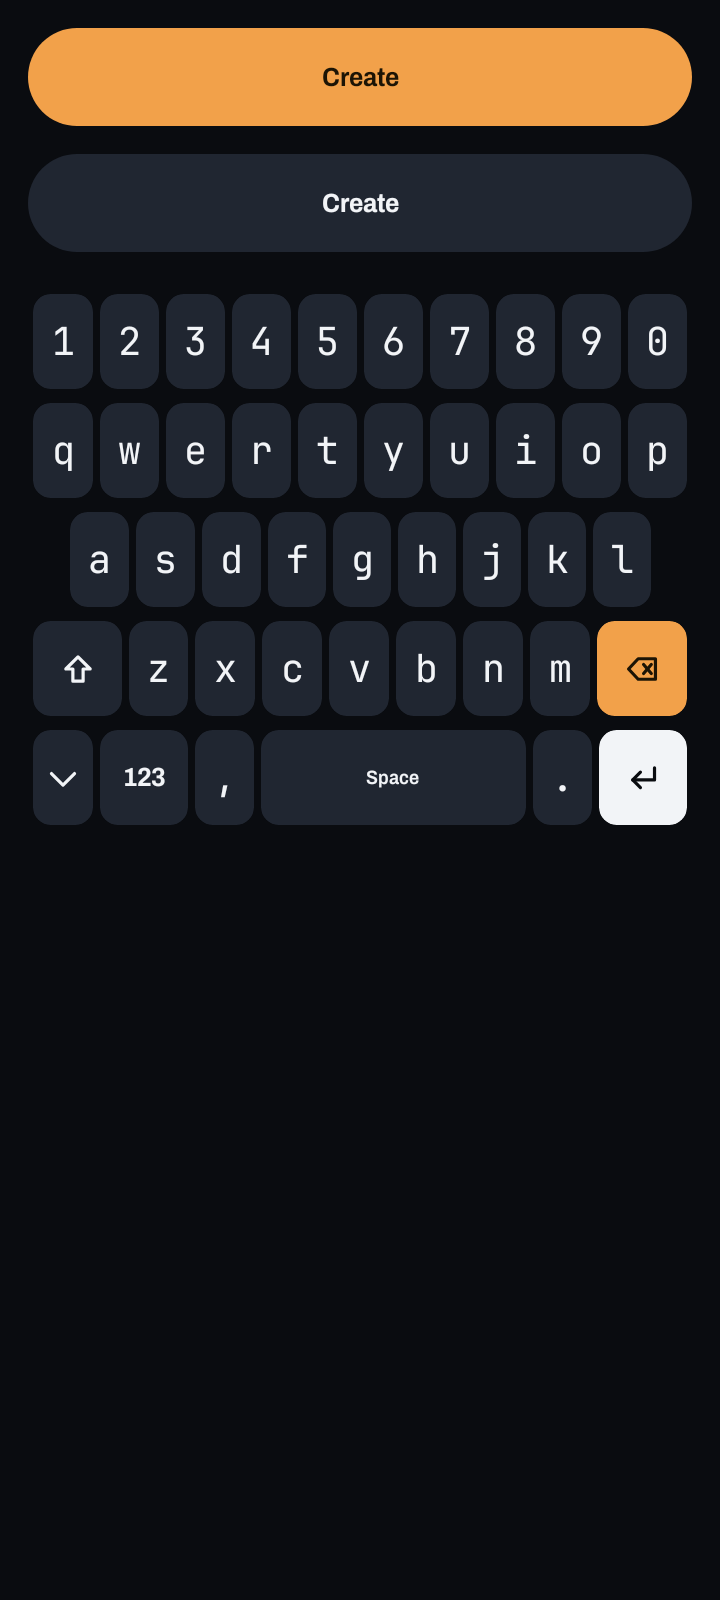 Create
Create
1 2 3 4 5 6 7 8 9 0
q w e r t y u i o p
a s d f g h j k l
z x c v b n m
123 , Space .